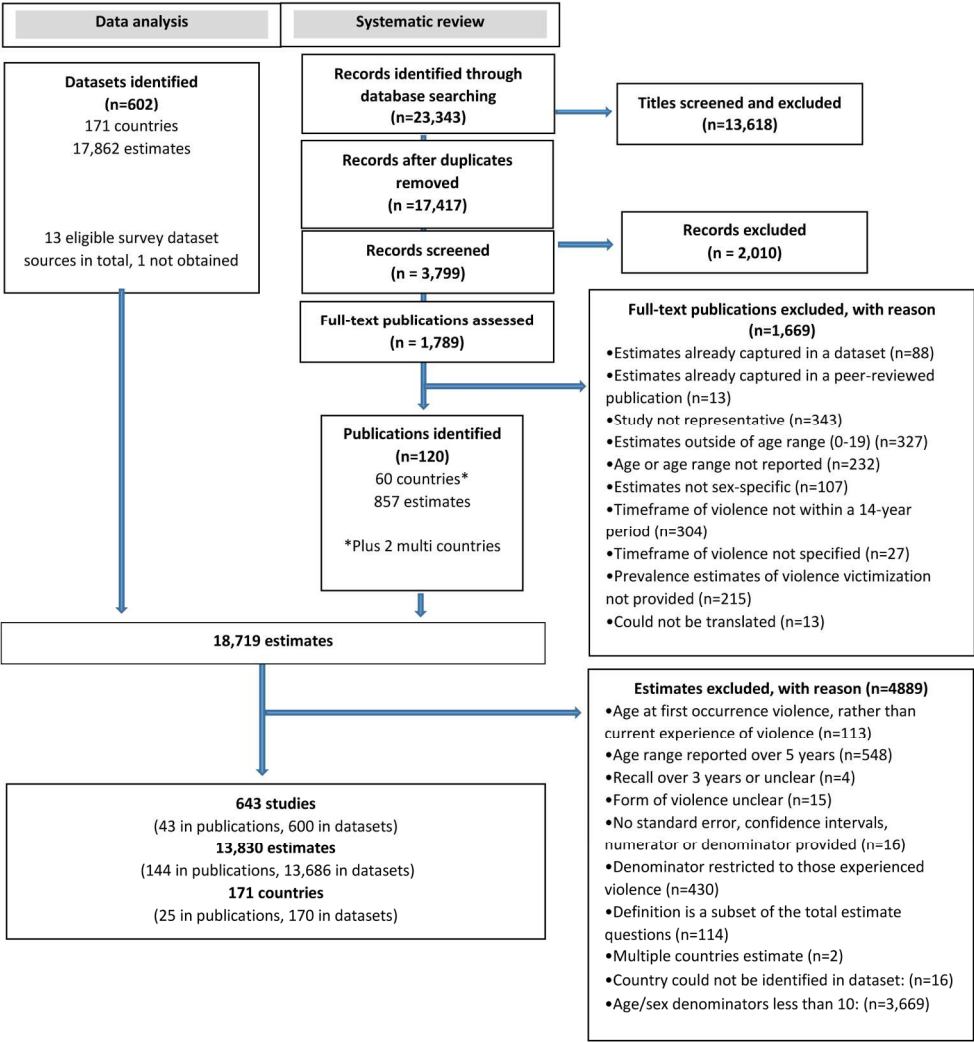 Data analysis
Systematic review
Datasets identified
(n=602)
171 countries
17,862 estimates
13 eligible survey dataset
sources in total, 1 not obtained
Records identified through
database searching
(n=23,343)
Titles screened and excluded
(n=13,618)
Records after duplicates
removed
(n =17,417)
Records screened
(n = 3,799)
Records excluded
(n = 2,010)
Full-text publications assessed
(n = 1,789)
Full-text publications excluded, with reason
(n=1,669)
•Estimates already captured in a dataset (n=88)
•Estimates already captured in a peer-reviewed
publication (n=13)
•Study not representative (n=343)
•Estimates outside of age range (0-19) (n=327)
•Age or age range not reported (n=232)
•Estimates not sex-specific (n=107)
•Timeframe of violence not within a 14-year
period (n=304)
•Timeframe of violence not specified (n=27)
•Prevalence estimates of violence victimization
not provided (n=215)
•Could not be translated (n=13)
Publications identified
(n=120)
60 countries*
857 estimates
*Plus 2 multi countries
18,719 estimates
Estimates excluded, with reason (n=4889)
•Age at first occurrence violence, rather than
current experience of violence (n=113)
•Age range reported over 5 years (n=548)
•Recall over 3 years or unclear (n=4)
•Form of violence unclear (n=15)
•No standard error, confidence intervals,
numerator or denominator provided (n=16)
•Denominator restricted to those experienced
violence (n=430)
•Definition is a subset of the total estimate
questions (n=114)
•Multiple countries estimate (n=2)
•Country could not be identified in dataset: (n=16)
•Age/sex denominators less than 10: (n=3,669)
643 studies
(43 in publications, 600 in datasets)
13,830 estimates
(144 in publications, 13,686 in datasets)
171 countries
(25 in publications, 170 in datasets)